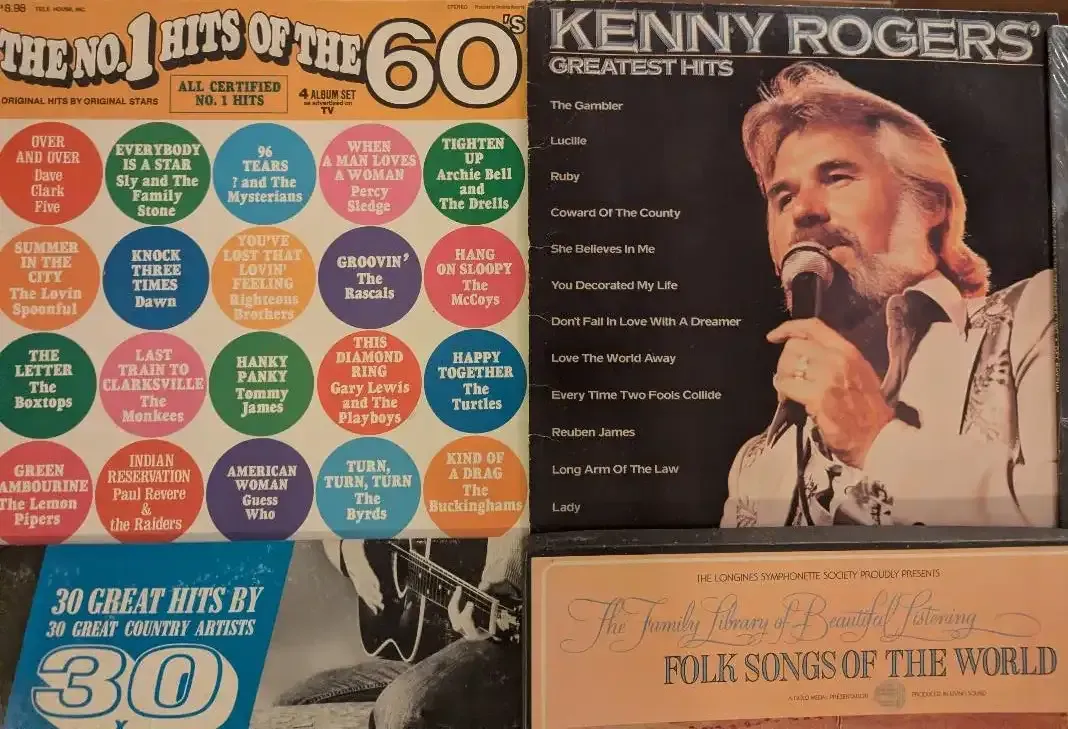 $8.98 TELE HOUSE, INC.
STEREO
THE NO.1 HITS OF THE 60's
ORIGINAL HITS BY ORIGINAL STARS
ALL CERTIFIED
NO. 1 HITS
4 ALBUM SET
as advertised on
TV
OVER
AND OVER
Dave
Clark
Five
EVERYBODY
IS A STAR
Sly and The
Family
Stone
96
TEARS
? and The
Mysterians
WHEN
A MAN LOVES
A WOMAN
Percy
Sledge
TIGHTEN
UP
Archie Bell
and
The Drells
SUMMER
IN THE
CITY
The Lovin
Spoonful
KNOCK
THREE
TIMES
Dawn
YOU'VE
LOST THAT
LOVIN'
FEELING
Righteous
Brothers
GROOVIN'
The
Rascals
HANG
ON SLOOPY
The
McCoys
THE
LETTER
The
Boxtops
LAST
TRAIN TO
CLARKSVILLE
The
Monkees
HANKY
PANKY
Tommy
James
THIS
DIAMOND
RING
Gary Lewis
and The
Playboys
HAPPY
TOGETHER
The
Turtles
GREEN
AMBOURINE
The Lemon
Pipers
INDIAN
RESERVATION
Paul Revere
&
the Raiders
AMERICAN
WOMAN
Guess
Who
TURN,
TURN, TURN
The
Byrds
KIND OF
A DRAG
The
Buckinghams
KENNY ROGERS'
GREATEST HITS
The Gambler
Lucille
Ruby
Coward Of The County
She Believes In Me
You Decorated My Life
Don't Fall In Love With A Dreamer
Love The World Away
Every Time Two Fools Collide
Reuben James
Long Arm Of The Law
Lady
30 GREAT HITS BY
30 GREAT COUNTRY ARTISTS
30
x
THE LONGINES SYMPHONETTE SOCIETY PROUDLY PRESENTS
The Family Library of Beautiful Listening
FOLK SONGS OF THE WORLD
A GOLD MEDAL PRESENTATION
PRODUCED IN LIVING SOUND